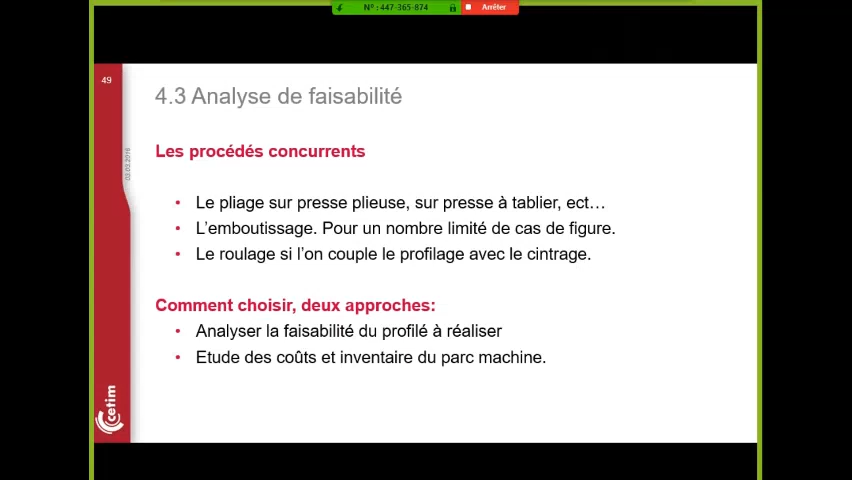 N° : 447-365-874
Arrêter
49
4.3 Analyse de faisabilité
03.03.2016
Les procédés concurrents
• Le pliage sur presse plieuse, sur presse à tablier, ect…
• L’emboutissage. Pour un nombre limité de cas de figure.
• Le roulage si l’on couple le profilage avec le cintrage.
Comment choisir, deux approches:
• Analyser la faisabilité du profilé à réaliser
• Etude des coûts et inventaire du parc machine.
cetim